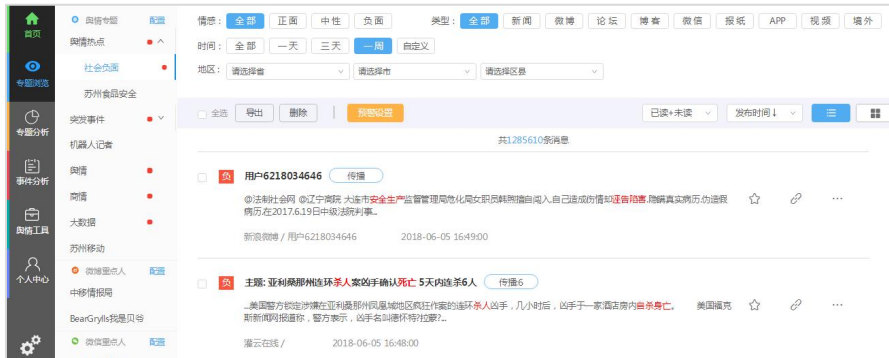 首页
专题浏览
专题分析
事件分析
舆情工具
个人中心
舆情专题 配置
舆情热点
社会负面
苏州食品安全
突发事件
机器人记者
舆情
商情
大数据
苏州移动
微博重点人 配置
中移情报局
BearGrylls我是贝爷
微信重点人 配置
情感: 全部 正面 中性 负面 类型: 全部 新闻 微博 论坛 博客 微信 报纸 APP 视频 境外
时间: 全部 一天 三天 一周 自定义
地区: 请选择省 请选择市 请选择区县
全选 导出 删除 预警设置 已读+未读 发布时间↓
共1285610条消息
负 用户6218034646 传播
@法制社会网 @辽宁商院 大连市安全生产监督管理局危化局女职员韩熙擅自闯入,自己造成伤情却诬告陷害,隐瞒真实病历,伪造假
病历,在2017.6.19日中级法院判事...
新浪微博 / 用户6218034646 2018-06-05 16:49:00
负 主题: 亚利桑那州连环杀人案凶手确认死亡 5天内连杀6人 传播6
...美国警方锁定涉嫌在亚利桑那州凤凰城地区疯狂作案的连环杀人凶手，几小时后，凶手于一家酒店房内自杀身亡。 美国福克
斯新闻网报道称，警方表示，凶手名叫德怀特?拉蒙?...
灌云在线 / 2018-06-05 16:48:00